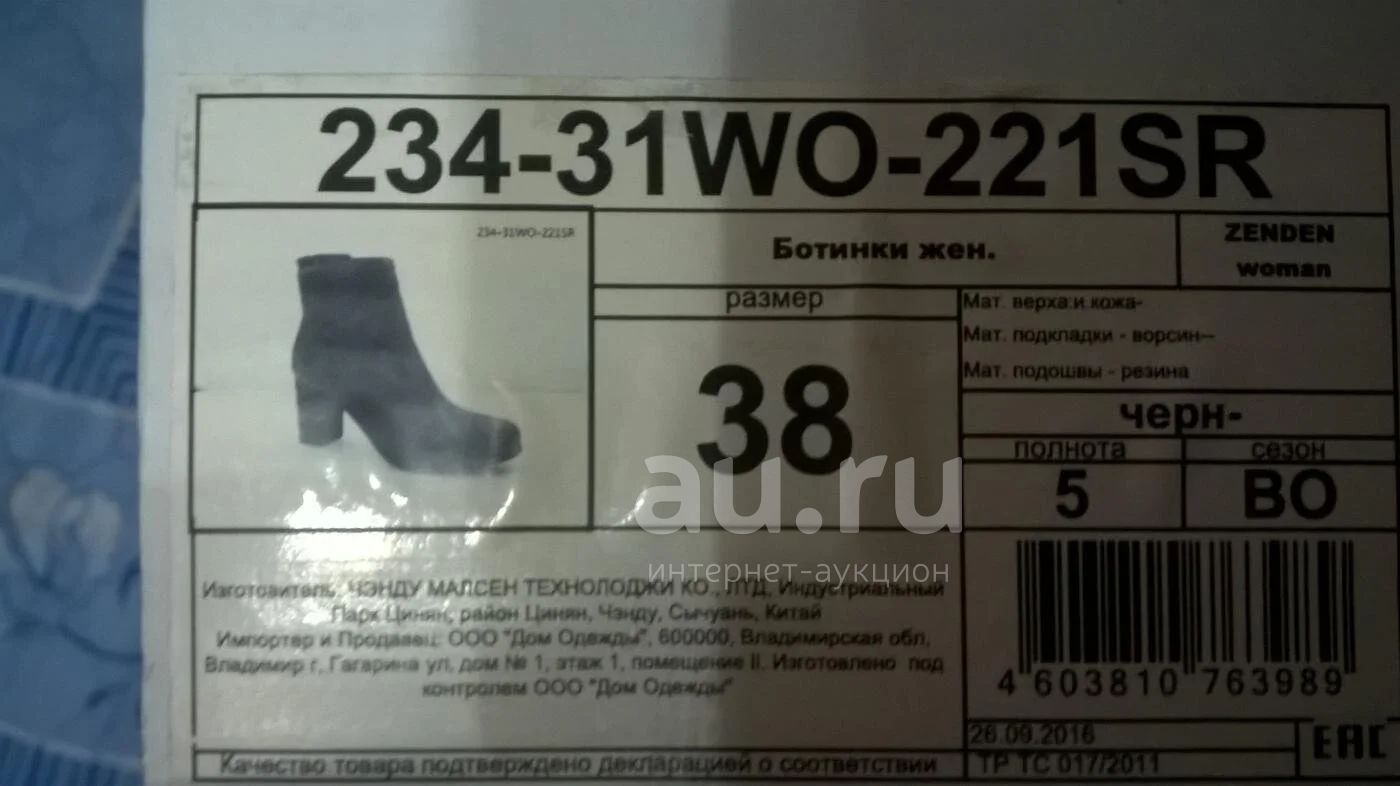 234-31WO-221SR
234-31WO-221SR
Ботинки жен.
ZENDEN
woman
размер
38
Мат. верха:и.кожа-
Мат. подкладки - ворсин--
Мат. подошвы - резина
черн-
полнота
сезон
5
ВО
au.ru
интернет-аукцион
Изготовитель: ЧЭНДУ МАЛСЕН ТЕХНОЛОДЖИ КО., ЛТД, Индустриальный
Парк Цинян, район Цинян, Чэнду, Сычуань, Китай
Импортер и Продавец: ООО "Дом Одежды", 600000, Владимирская обл,
Владимир г, Гагарина ул, дом № 1, этаж 1, помещение II. Изготовлено под
контролем ООО "Дом Одежды"
4 603810 763989
26.09.2016
EAC
Качество товара подтверждено декларацией о соответствии
ТР ТС 017/2011